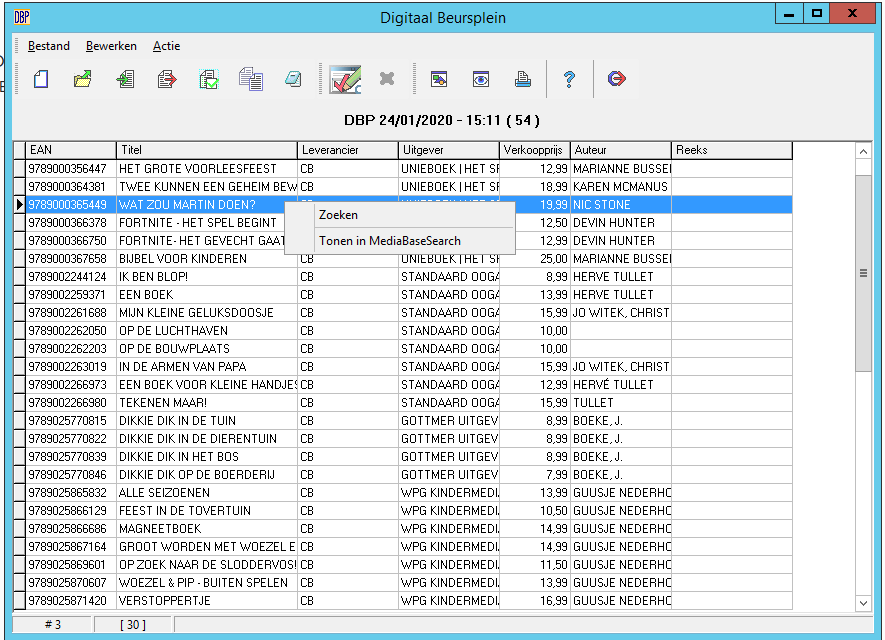 DBP Digitaal Beursplein
Bestand Bewerken Actie
DBP 24/01/2020 - 15:11 ( 54 )
EAN Titel Leverancier Uitgever Verkoopprijs Auteur Reeks
9789000356447 HET GROTE VOORLEESFEEST CB UNIEBOEK | HET SF 12,99 MARIANNE BUSSEI
9789000364381 TWEE KUNNEN EEN GEHEIM BEW CB UNIEBOEK | HET SF 18,99 KAREN MCMANUS
9789000365449 WAT ZOU MARTIN DOEN? 19,99 NIC STONE
Zoeken
9789000366378 FORTNITE - HET SPEL BEGINT 12,50 DEVIN HUNTER
9789000366750 FORTNITE- HET GEVECHT GAAT 12,99 DEVIN HUNTER
Tonen in MediaBaseSearch
9789000367658 BIJBEL VOOR KINDEREN CB UNIEBOEK | HET SF 25,00 MARIANNE BUSSEI
9789002244124 IK BEN BLOP! CB STANDAARD OOGA 8,99 HERVE TULLET
9789002259371 EEN BOEK CB STANDAARD OOGA 13,99 HERVE TULLET
9789002261688 MIJN KLEINE GELUKSDOOSJE CB STANDAARD OOGA 15,99 JO WITEK, CHRIST
9789002262050 OP DE LUCHTHAVEN CB STANDAARD OOGA 10,00
9789002262203 OP DE BOUWPLAATS CB STANDAARD OOGA 10,00
9789002263019 IN DE ARMEN VAN PAPA CB STANDAARD OOGA 15,99 JO WITEK, CHRIST
9789002266973 EEN BOEK VOOR KLEINE HANDJES CB STANDAARD OOGA 12,99 HERVÉ TULLET
9789002266980 TEKENEN MAAR! CB STANDAARD OOGA 15,99 TULLET
9789025770815 DIKKIE DIK IN DE TUIN CB GOTTMER UITGEV 8,99 BOEKE, J.
9789025770822 DIKKIE DIK IN DE DIERENTUIN CB GOTTMER UITGEV 8,99 BOEKE, J.
9789025770839 DIKKIE DIK IN HET BOS CB GOTTMER UITGEV 8,99 BOEKE, J.
9789025770846 DIKKIE DIK OP DE BOERDERIJ CB GOTTMER UITGEV 7,99 BOEKE, J.
9789025865832 ALLE SEIZOENEN CB WPG KINDERMEDI. 13,99 GUUSJE NEDERHO
9789025866129 FEEST IN DE TOVERTUIN CB WPG KINDERMEDI. 10,50 GUUSJE NEDERHO
9789025866686 MAGNEETBOEK CB WPG KINDERMEDI. 14,99 GUUSJE NEDERHO
9789025867164 GROOT WORDEN MET WOEZEL E CB WPG KINDERMEDI. 14,99 GUUSJE NEDERHO
9789025869601 OP ZOEK NAAR DE SLODDERVOS! CB WPG KINDERMEDI. 11,50 GUUSJE NEDERHO
9789025870607 WOEZEL & PIP - BUITEN SPELEN CB WPG KINDERMEDI. 13,99 GUUSJE NEDERHO
9789025871420 VERSTOPPERTJE CB WPG KINDERMEDI. 16,99 GUUSJE NEDERHO
# 3 [ 30 ]